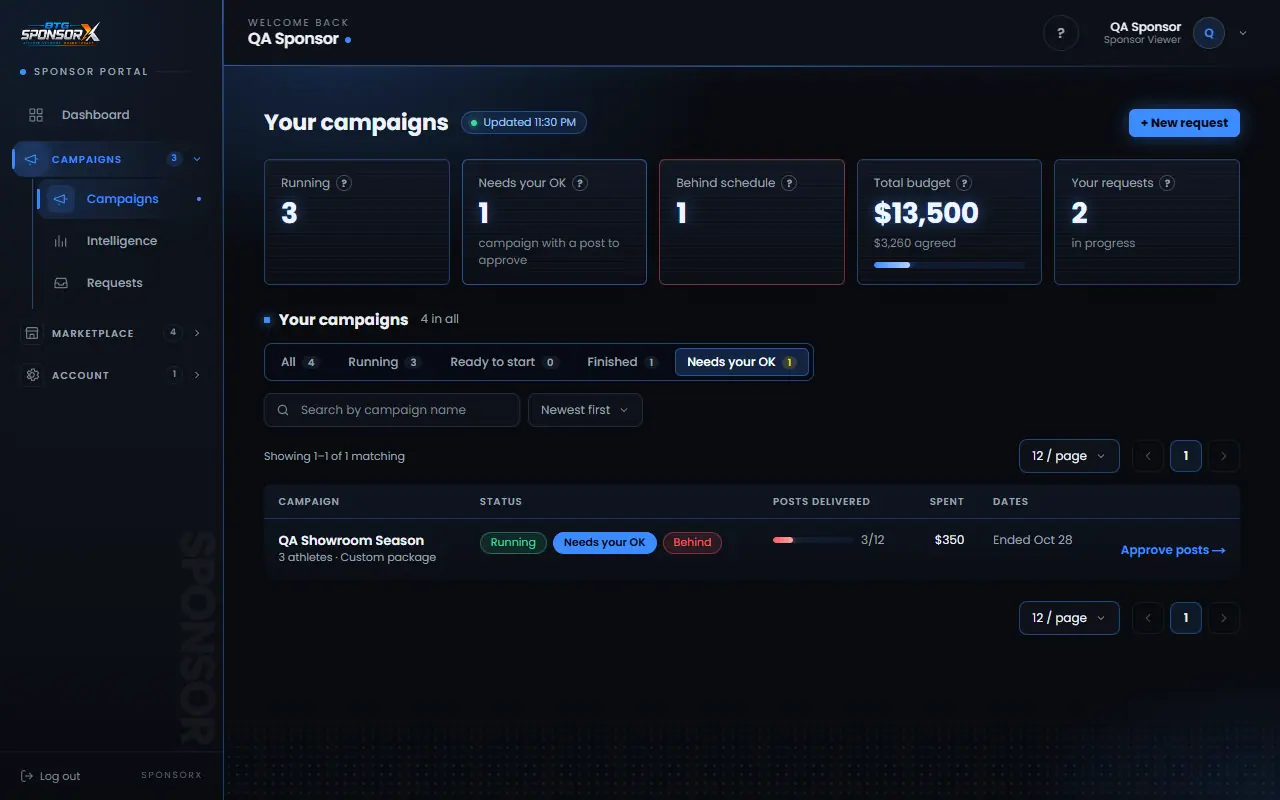 BTG
SPONSORX
SPONSOR PORTAL
Dashboard
CAMPAIGNS 3
Campaigns
Intelligence
Requests
MARKETPLACE 4
ACCOUNT 1
SPONSOR
Log out
SPONSORX
WELCOME BACK
QA Sponsor
?
QA Sponsor
Sponsor Viewer
Q
Your campaigns
Updated 11:30 PM
+ New request
Running ?
3
Needs your OK ?
1
campaign with a post to
approve
Behind schedule ?
1
Total budget ?
$13,500
$3,260 agreed
Your requests ?
2
in progress
Your campaigns 4 in all
All 4 Running 3 Ready to start 0 Finished 1 Needs your OK 1
Search by campaign name
Newest first
Showing 1–1 of 1 matching
12 / page
1
CAMPAIGN STATUS POSTS DELIVERED SPENT DATES
QA Showroom Season
3 athletes · Custom package
Running Needs your OK Behind
3/12
$350
Ended Oct 28
Approve posts →
12 / page
1